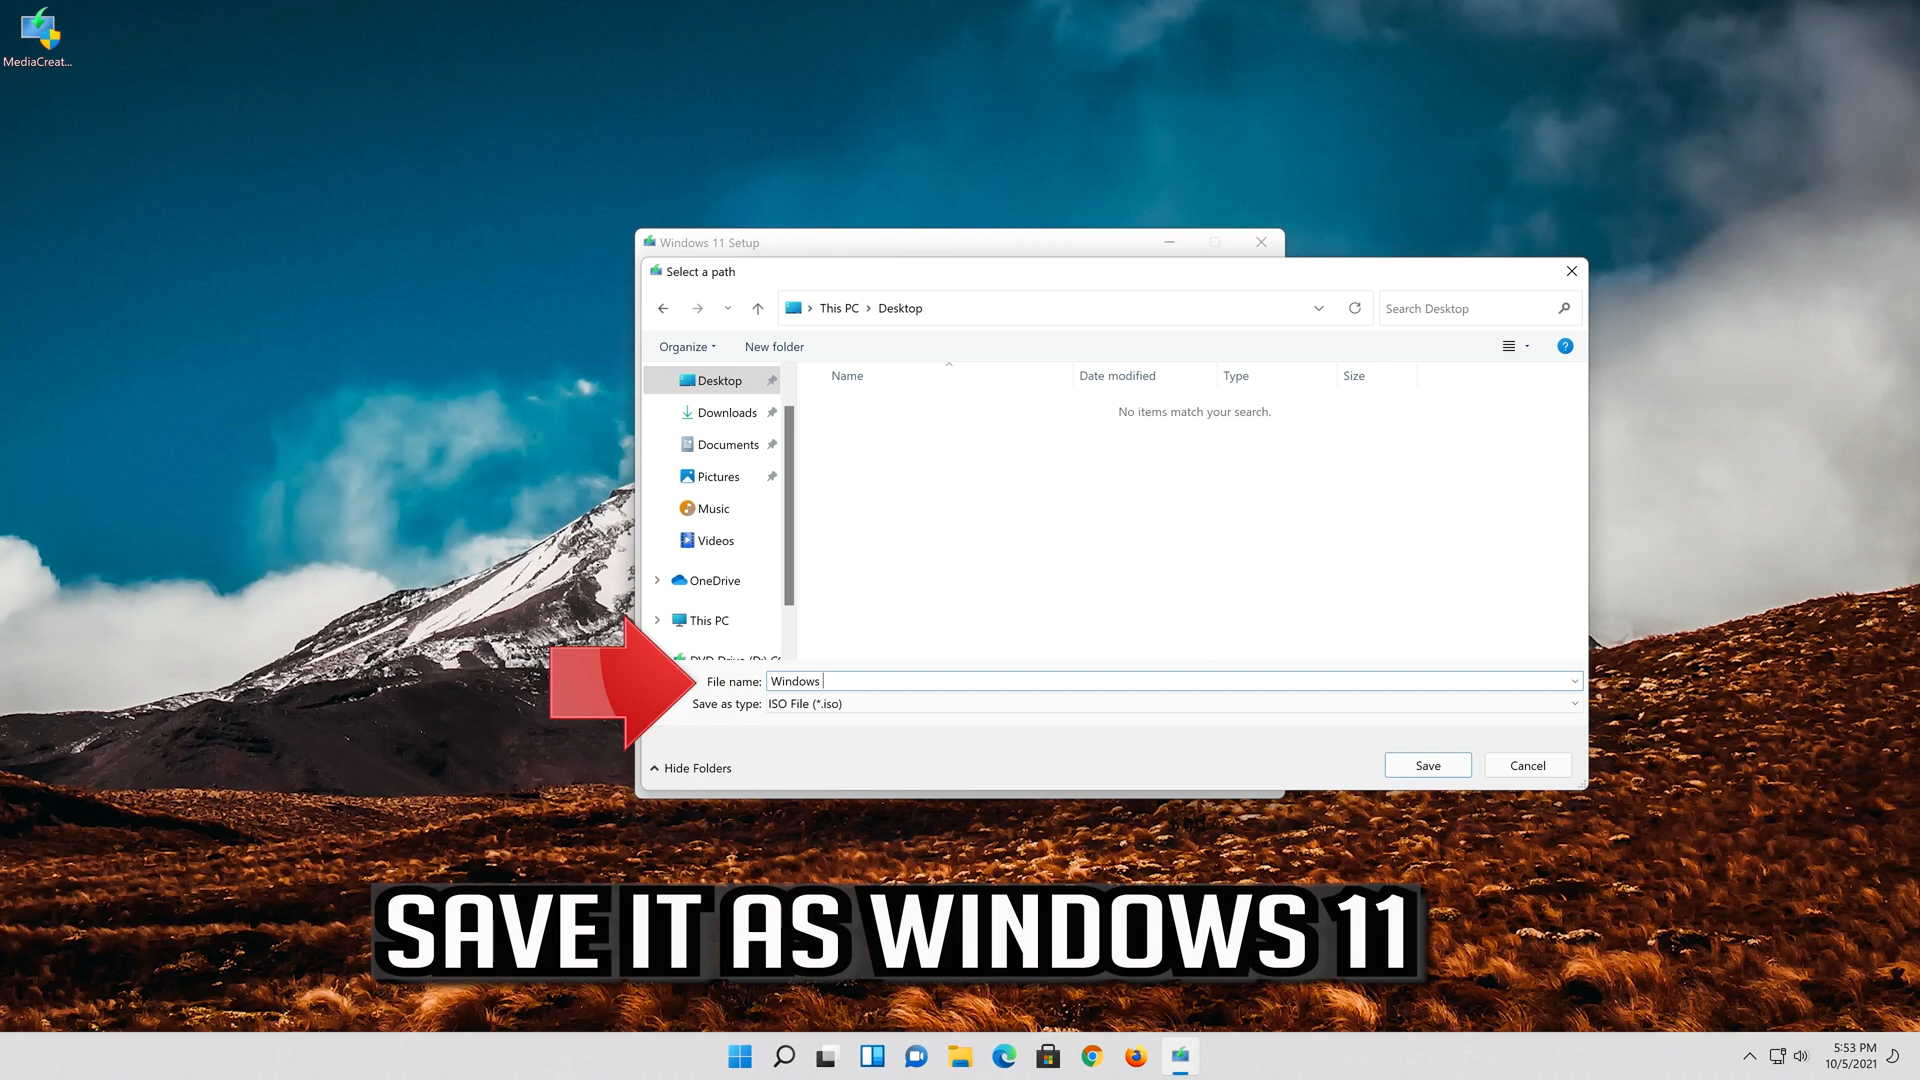 MediaCreat...
Windows 11 Setup
Select a path
This PC
Desktop
Search Desktop
Organize
New folder
Name
Date modified
Type
Size
No items match your search.
Desktop
Downloads
Documents
Pictures
Music
Videos
OneDrive
This PC
DVD Drive (D:)
File name: Windows
Save as type: ISO File (*.iso)
Hide Folders
Save
Cancel
SAVE IT AS WINDOWS 11
5:53 PM
10/5/2021